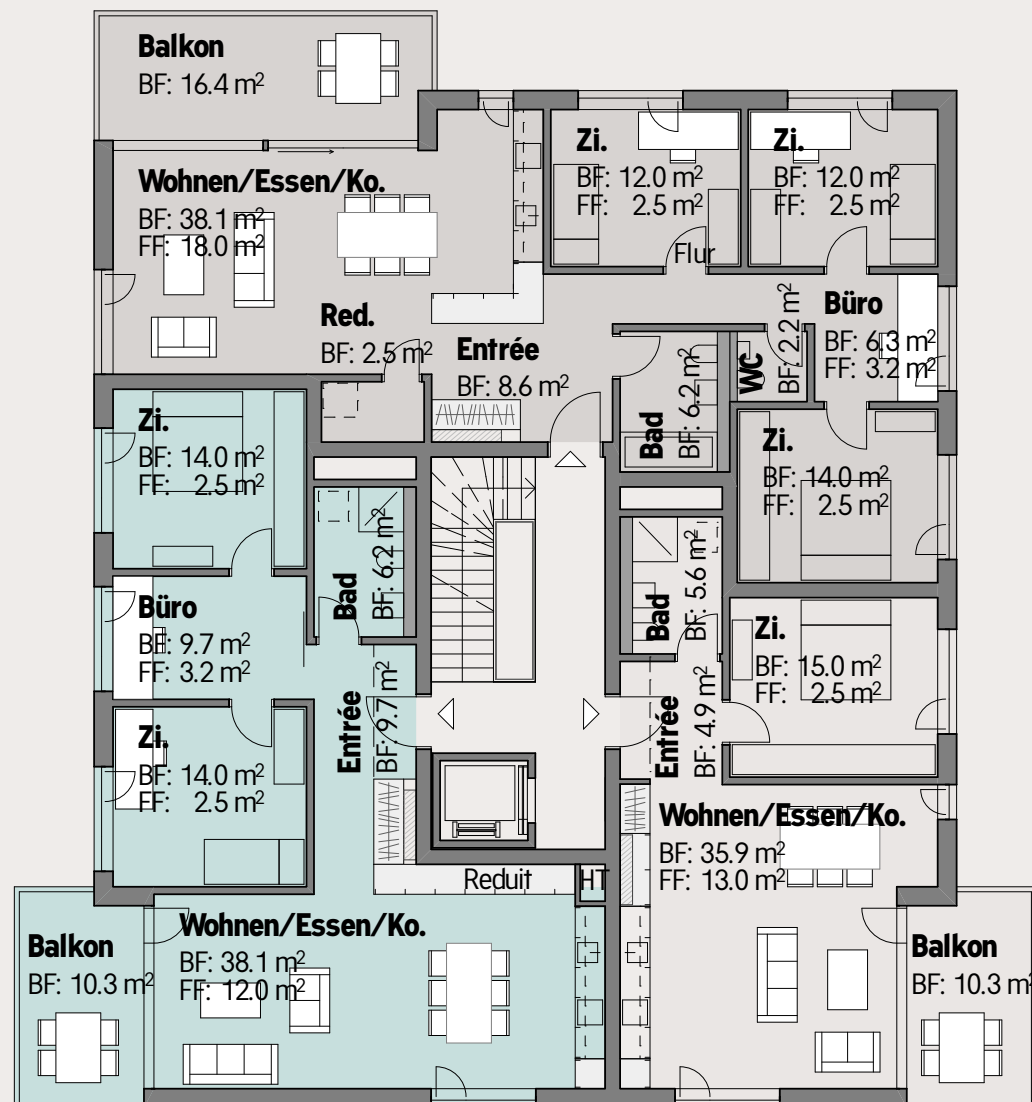 Balkon
BF: 16.4 m²
Wohnen/Essen/Ko.
BF: 38.1 m²
FF: 18.0 m²
Zi.
BF: 12.0 m²
FF: 2.5 m²
Zi.
BF: 12.0 m²
FF: 2.5 m²
Flur
Red.
BF: 2.5 m²
Entrée
BF: 8.6 m²
Bad
BF: 6.2 m²
WC
BF: 2.2 m²
Büro
BF: 6.3 m²
FF: 3.2 m²
Zi.
BF: 14.0 m²
FF: 2.5 m²
Zi.
BF: 14.0 m²
FF: 2.5 m²
Bad
BF: 6.2 m²
Büro
BF: 9.7 m²
FF: 3.2 m²
Entrée
BF: 9.7 m²
Zi.
BF: 14.0 m²
FF: 2.5 m²
Reduit
HT
Wohnen/Essen/Ko.
BF: 38.1 m²
FF: 12.0 m²
Balkon
BF: 10.3 m²
Bad
BF: 5.6 m²
Zi.
BF: 15.0 m²
FF: 2.5 m²
Entrée
BF: 4.9 m²
Wohnen/Essen/Ko.
BF: 35.9 m²
FF: 13.0 m²
Balkon
BF: 10.3 m²